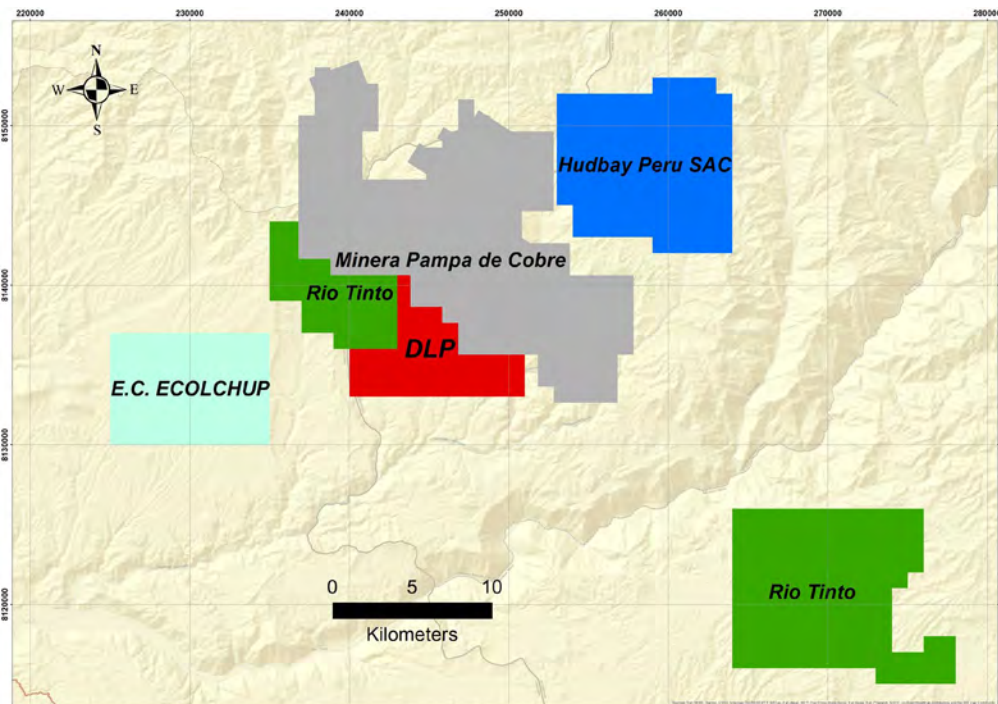 220000 230000 240000 250000 260000 270000 280000
N
W E
S
8150000
Hudbay Peru SAC
Minera Pampa de Cobre
8140000
Rio Tinto
DLP
E.C. ECOLCHUP
8130000
0 5 10
Kilometers
Rio Tinto
8120000